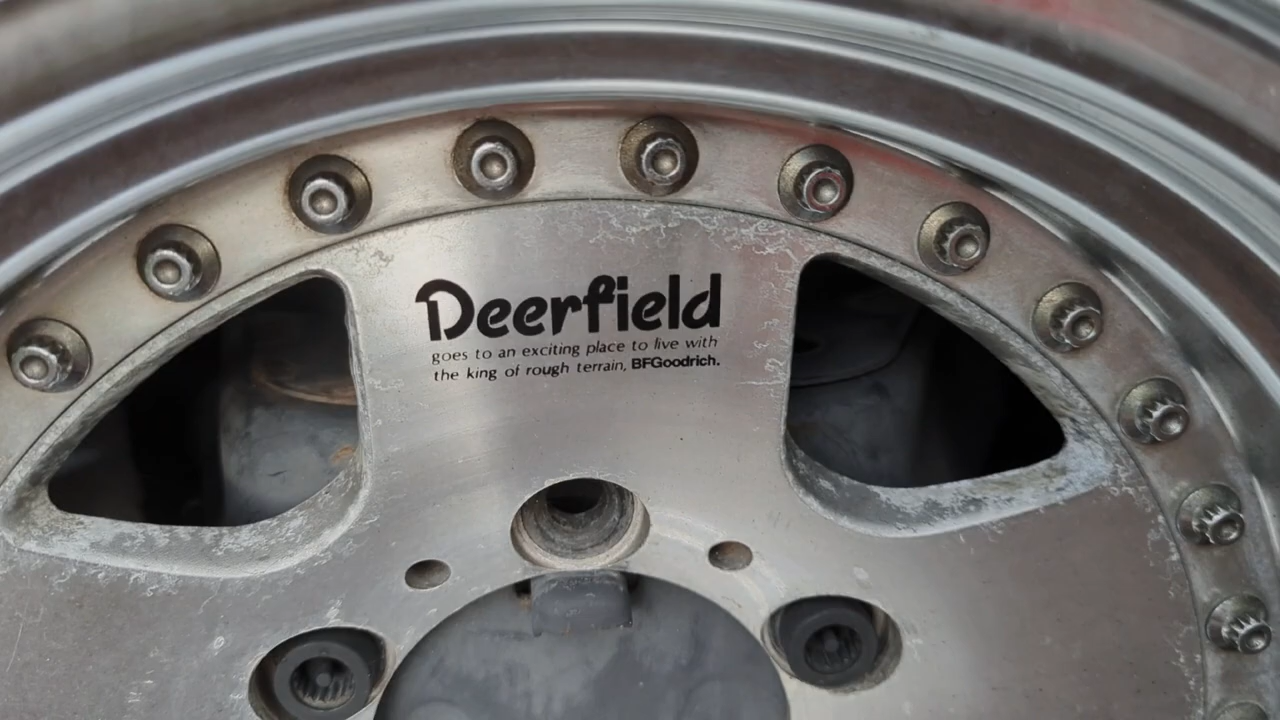 Deerfield
goes to an exciting place to live with
the king of rough terrain, BFGoodrich.